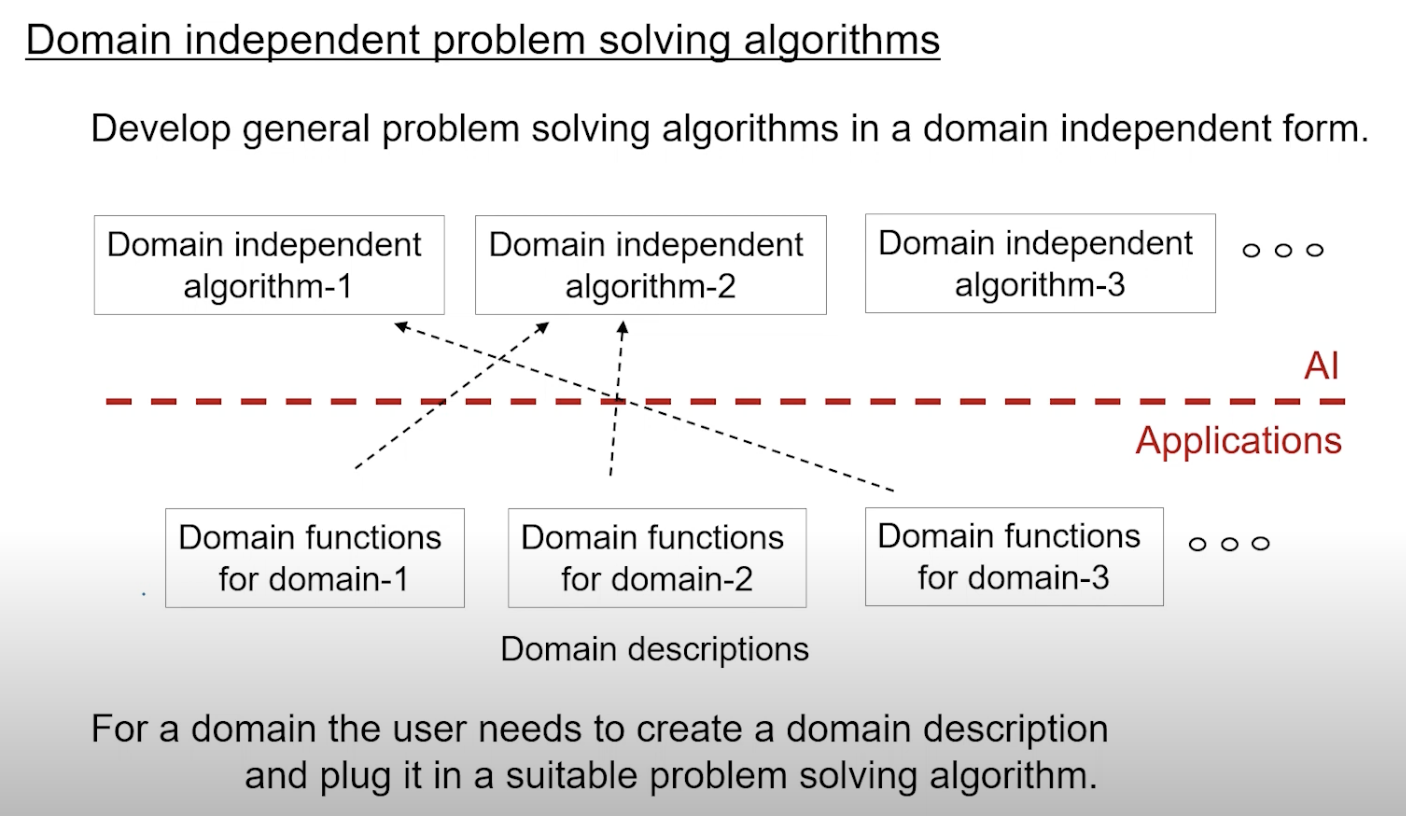 Domain independent problem solving algorithms
Develop general problem solving algorithms in a domain independent form.
Domain independent
algorithm-1
Domain independent
algorithm-2
Domain independent
algorithm-3
AI
Applications
Domain functions
for domain-1
Domain functions
for domain-2
Domain functions
for domain-3
Domain descriptions
For a domain the user needs to create a domain description
and plug it in a suitable problem solving algorithm.